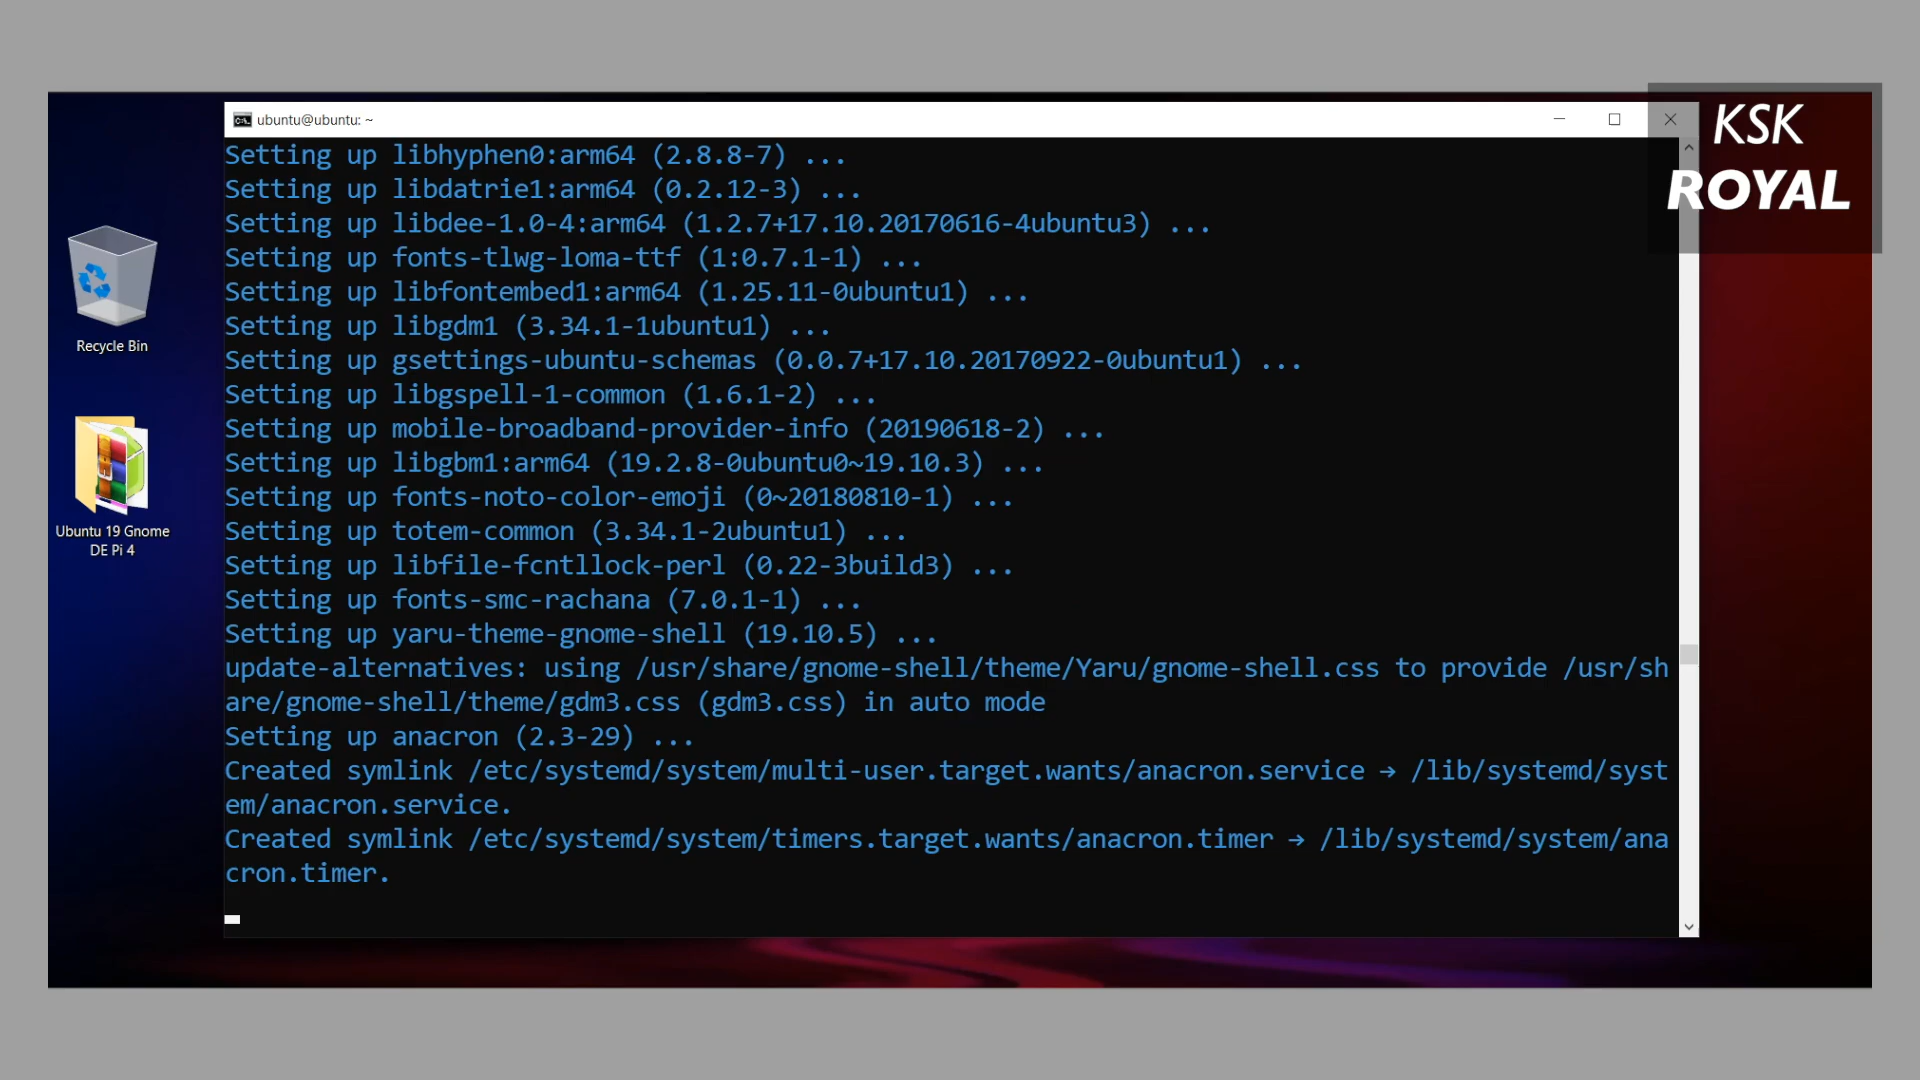 KSK
ROYAL
ubuntu@ubuntu: ~
Setting up libhyphen0:arm64 (2.8.8-7) ...
Setting up libdatrie1:arm64 (0.2.12-3) ...
Setting up libdee-1.0-4:arm64 (1.2.7+17.10.20170616-4ubuntu3) ...
Setting up fonts-tlwg-loma-ttf (1:0.7.1-1) ...
Setting up libfontembed1:arm64 (1.25.11-0ubuntu1) ...
Setting up libgdm1 (3.34.1-1ubuntu1) ...
Setting up gsettings-ubuntu-schemas (0.0.7+17.10.20170922-0ubuntu1) ...
Setting up libgspell-1-common (1.6.1-2) ...
Setting up mobile-broadband-provider-info (20190618-2) ...
Setting up libgbm1:arm64 (19.2.8-0ubuntu0~19.10.3) ...
Setting up fonts-noto-color-emoji (0~20180810-1) ...
Setting up totem-common (3.34.1-2ubuntu1) ...
Setting up libfile-fcntllock-perl (0.22-3build3) ...
Setting up fonts-smc-rachana (7.0.1-1) ...
Setting up yaru-theme-gnome-shell (19.10.5) ...
update-alternatives: using /usr/share/gnome-shell/theme/Yaru/gnome-shell.css to provide /usr/sh
are/gnome-shell/theme/gdm3.css (gdm3.css) in auto mode
Setting up anacron (2.3-29) ...
Created symlink /etc/systemd/system/multi-user.target.wants/anacron.service → /lib/systemd/syst
em/anacron.service.
Created symlink /etc/systemd/system/timers.target.wants/anacron.timer → /lib/systemd/system/ana
cron.timer.
Recycle Bin
Ubuntu 19 Gnome
DE Pi 4